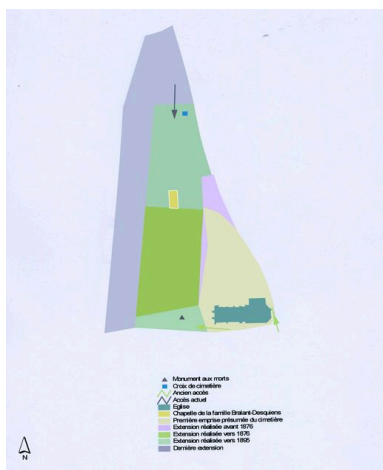 Monument aux morts
Croix de cimetière
Ancien accès
Accès actuel
Eglise
Chapelle de la famille Bralant-Desquiens
Première emprise présumée du cimetière
Extension réalisée avant 1876
Extension réalisée vers 1876
Extension réalisée vers 1895
Dernière extension
N